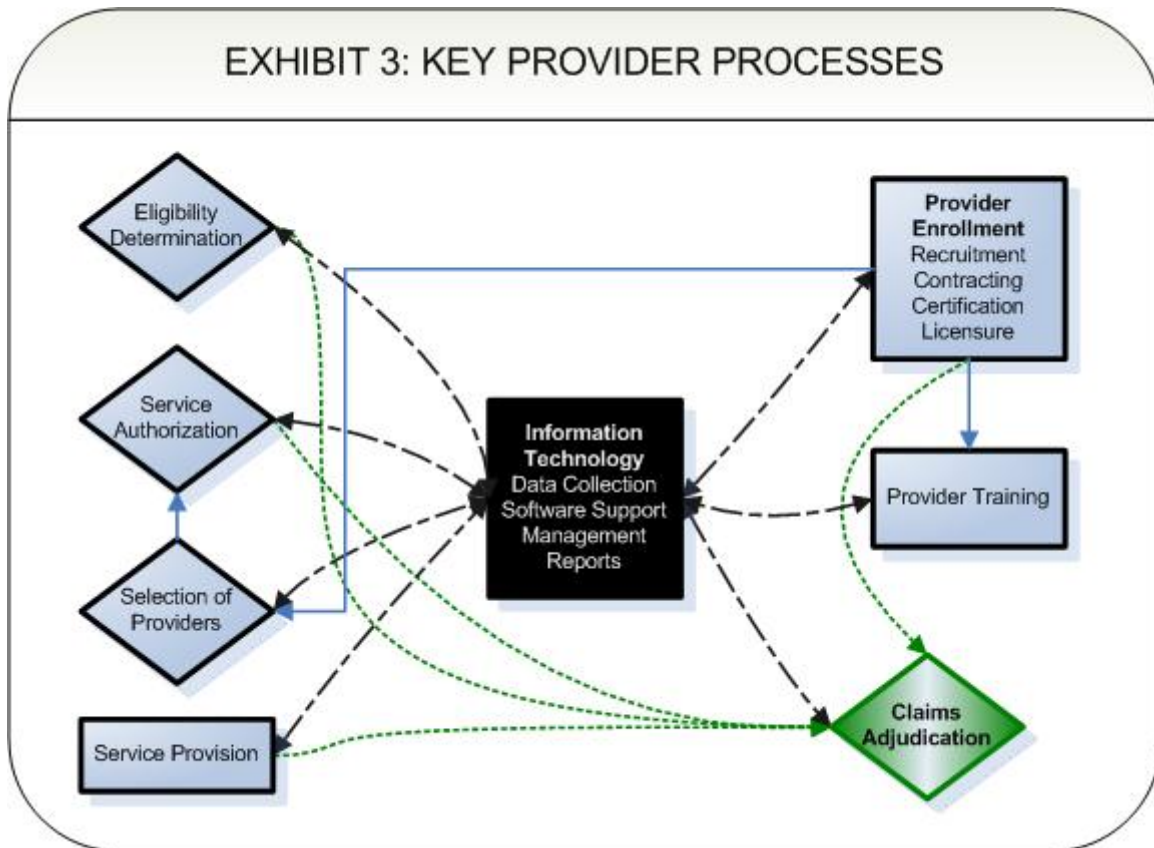 EXHIBIT 3: KEY PROVIDER PROCESSES
Eligibility
Determination
Service
Authorization
Selection of
Providers
Service Provision
Information
Technology
Data Collection
Software Support
Management
Reports
Provider
Enrollment
Recruitment
Contracting
Certification
Licensure
Provider Training
Claims
Adjudication